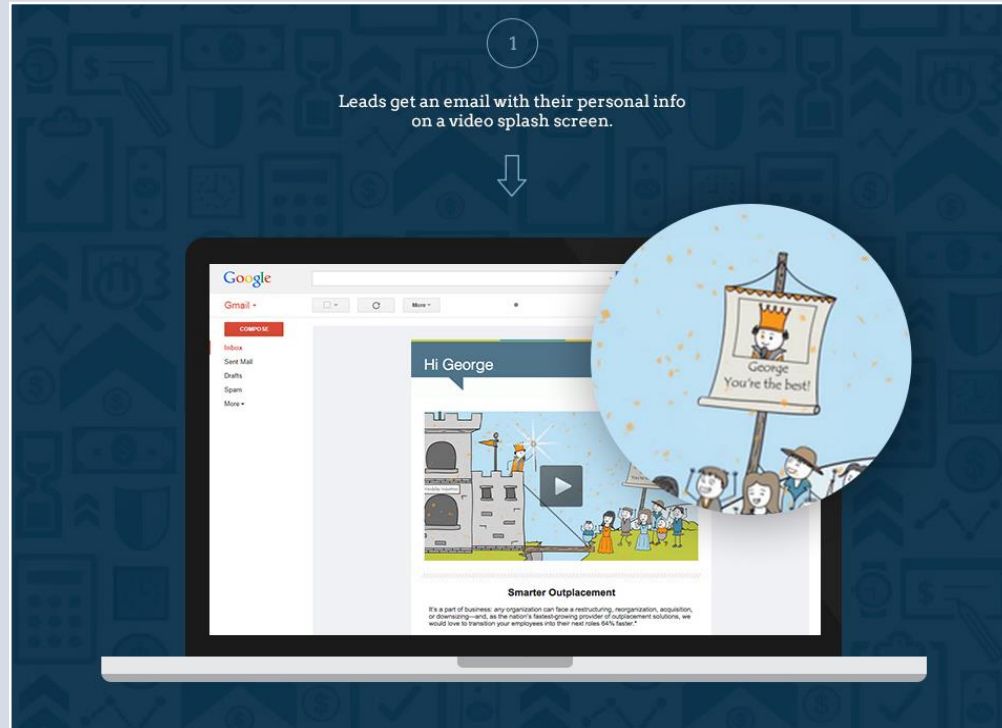 1
Leads get an email with their personal info
on a video splash screen.
Google
Gmail
More
COMPOSE
Inbox
Sent Mail
Drafts
Spam
More
Hi George
George
You're the best!
Smarter Outplacement
It's a part of business: any organization can face a restructuring, reorganization, acquisition,
or downsizing—and, as the nation's fastest-growing provider of outplacement solutions, we
would love to transition your employees into their next roles 64% faster.*